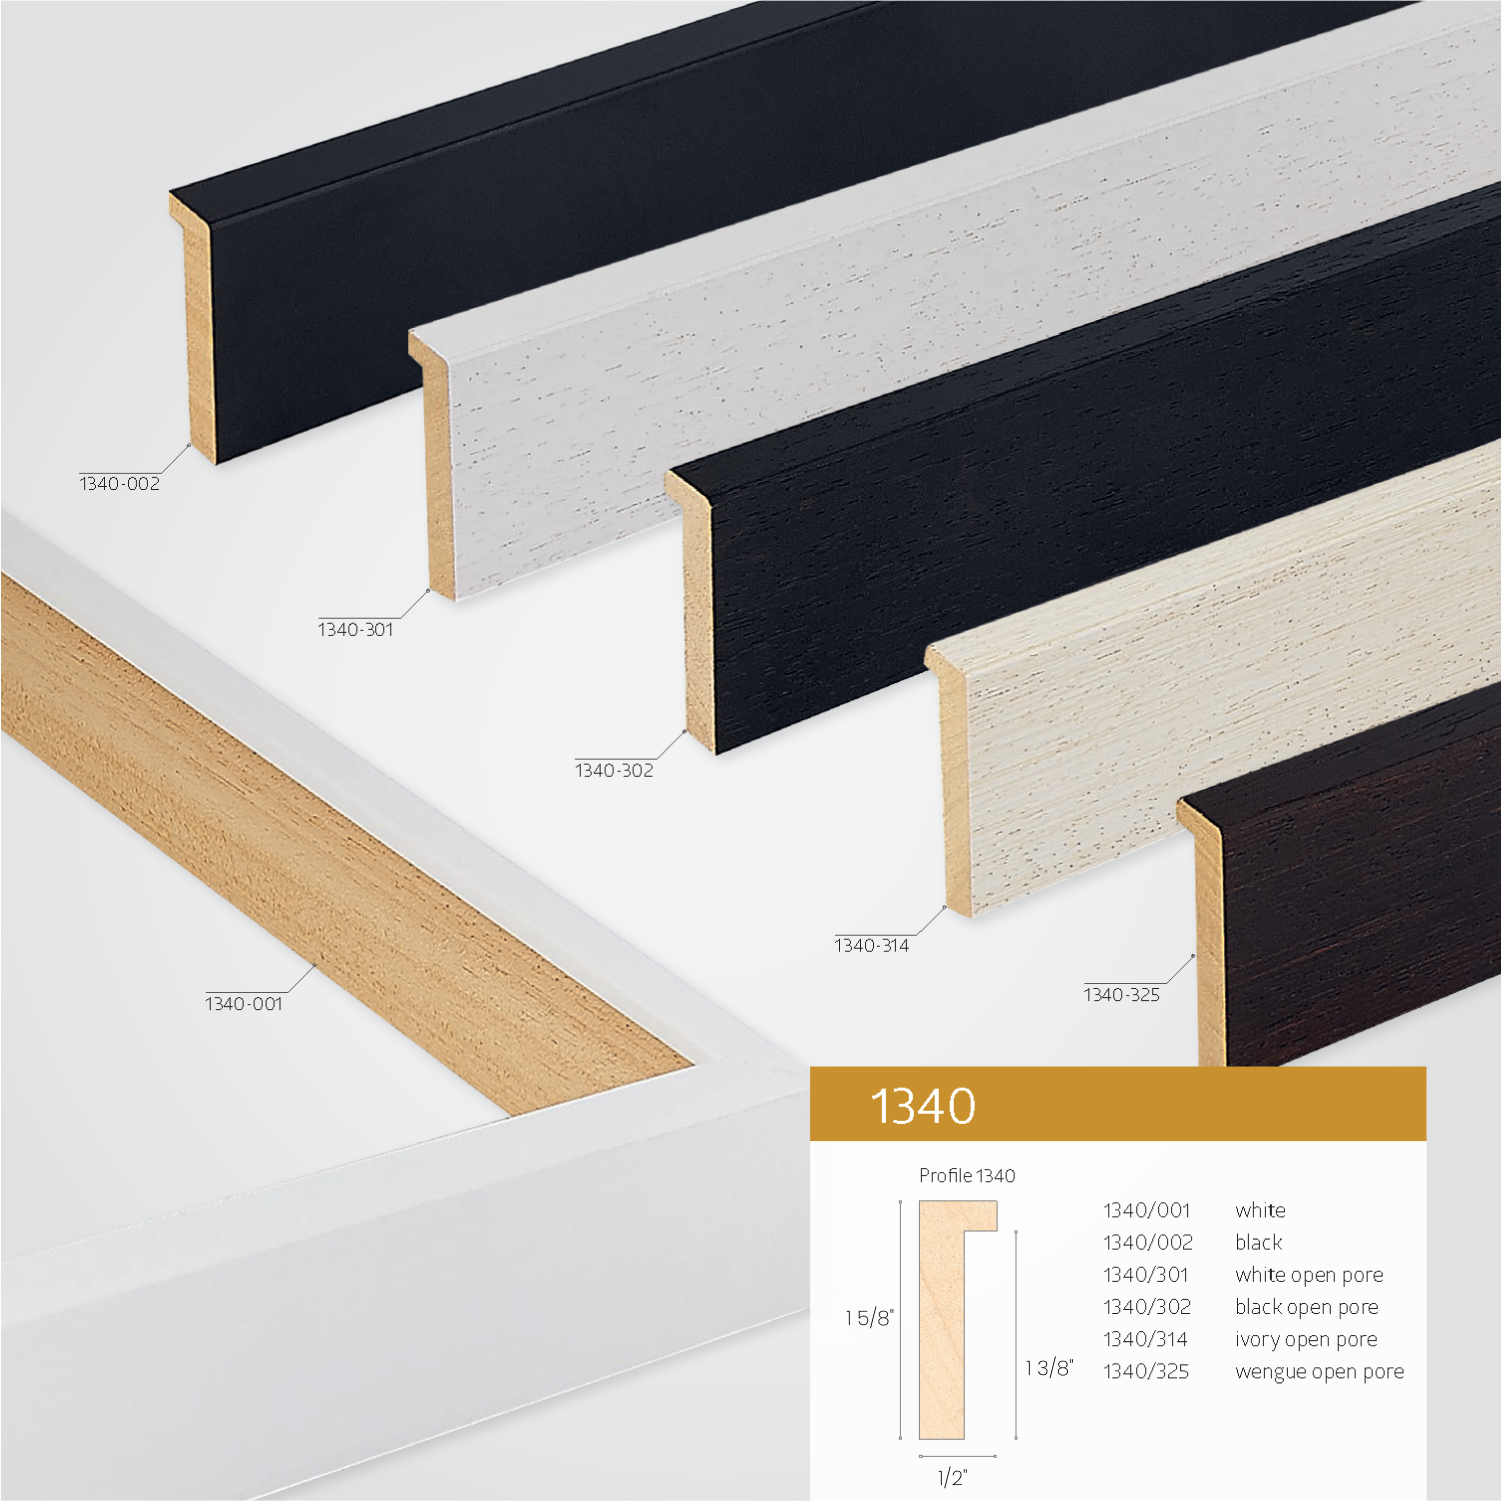 1340-002
1340-301
1340-302
1340-314
1340-325
1340-001
1340
Profile 1340
1 5/8"
1 3/8"
1/2"
1340/001 white
1340/002 black
1340/301 white open pore
1340/302 black open pore
1340/314 ivory open pore
1340/325 wengue open pore